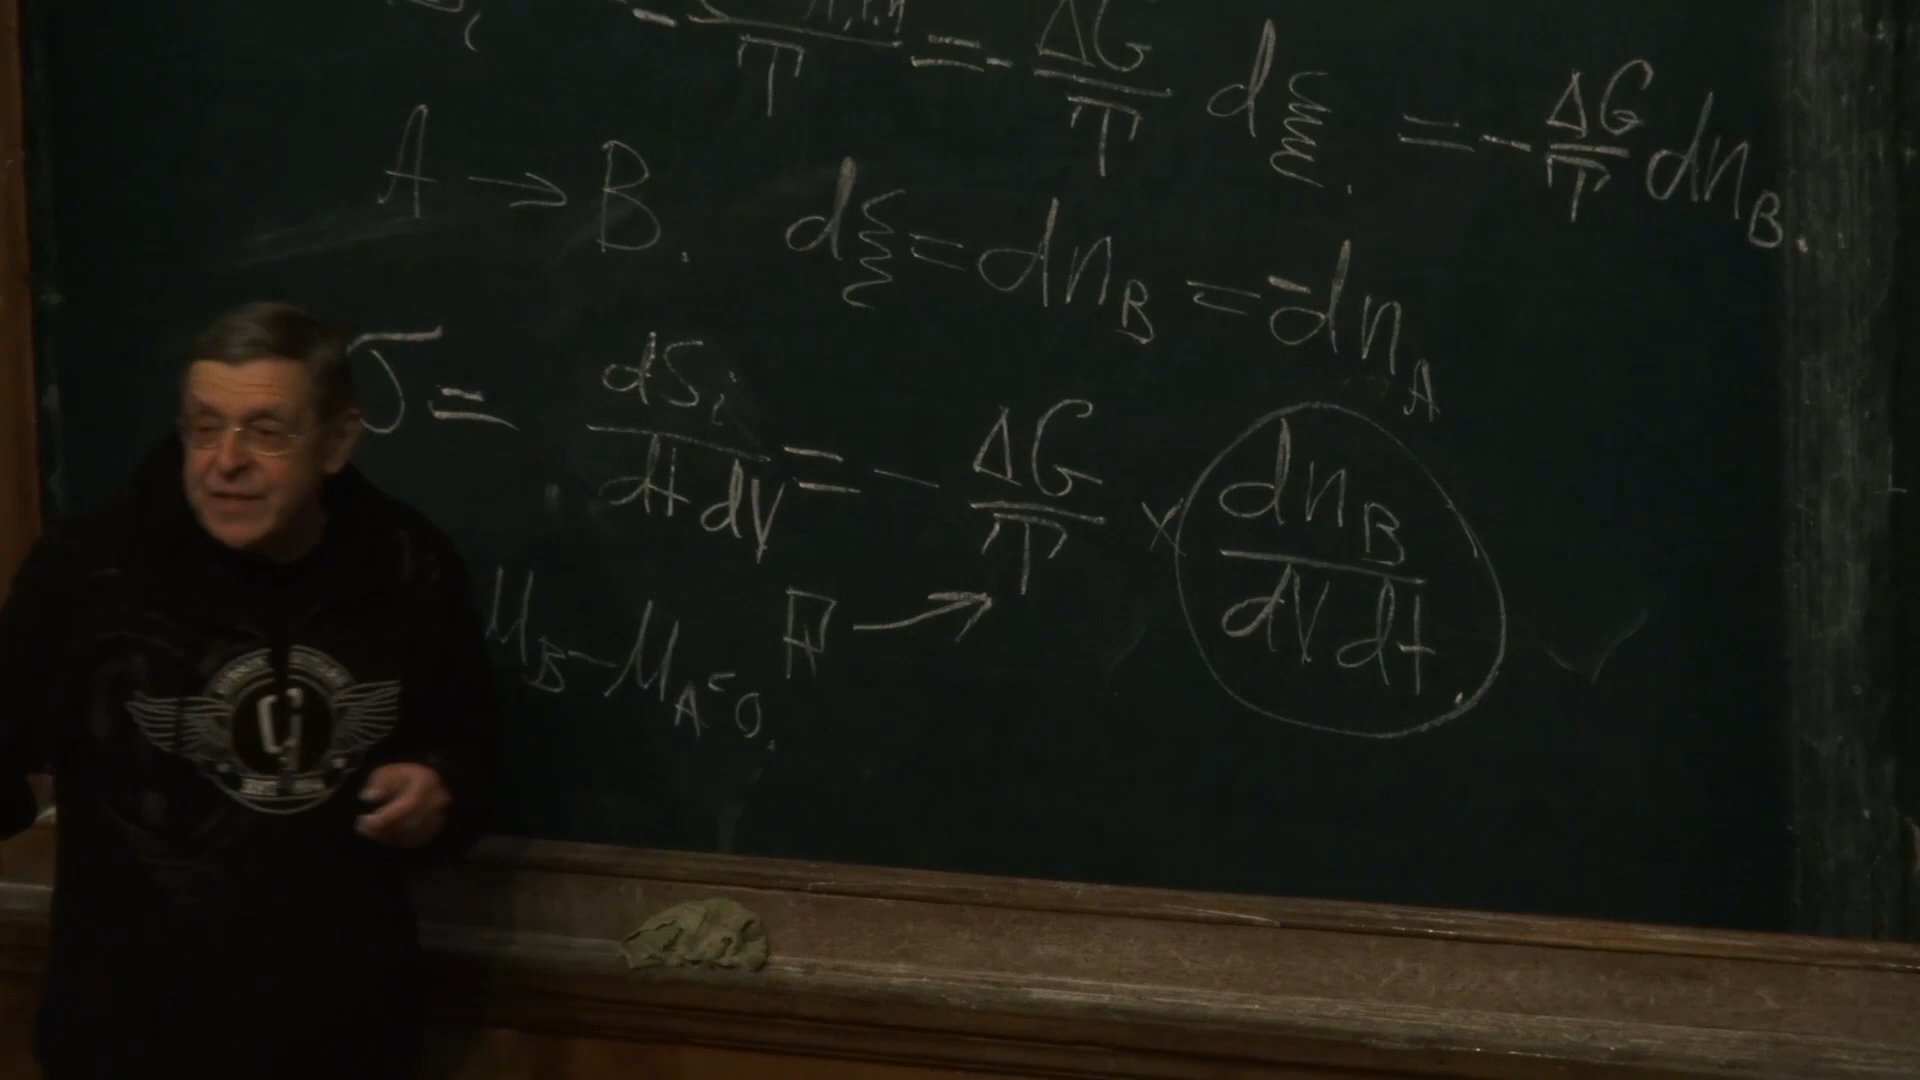 T = - ΔG/T dξ. = - ΔG/T dn_B.
A → B. dξ = dn_B = -dn_A
σ = dS_i/dt dV = - ΔG/T × dn_B/dV dt.
μ_B - μ_A = 0.